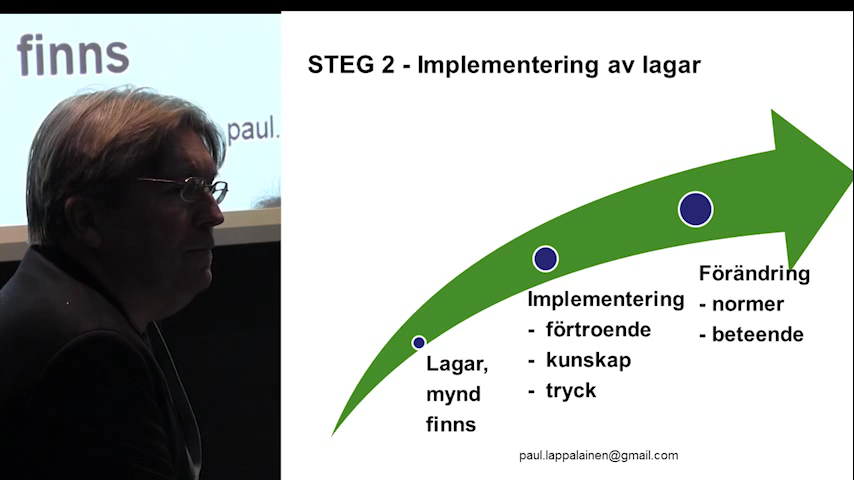 finns
paul.
STEG 2 - Implementering av lagar
Förändring
- normer
- beteende
Implementering
- förtroende
- kunskap
- tryck
Lagar,
mynd
finns
paul.lappalainen@gmail.com